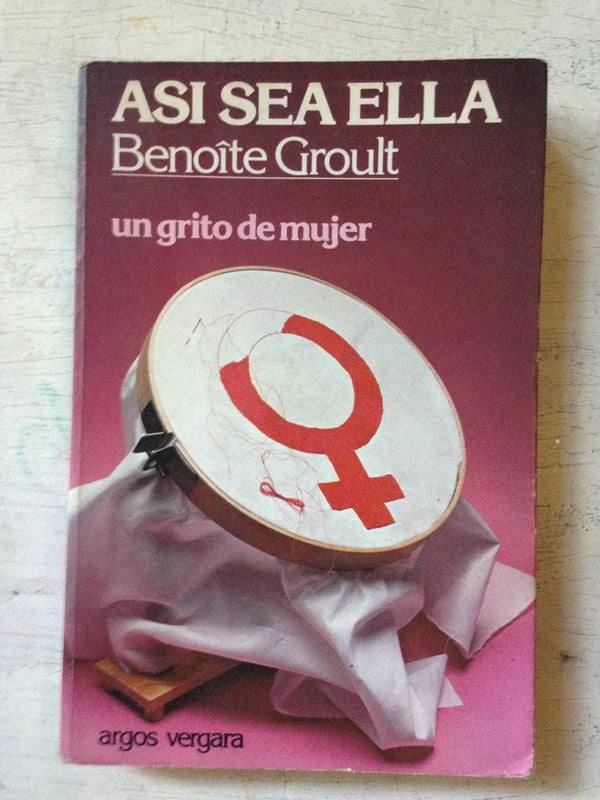 ASI SEA ELLA
Benoîte Groult
un grito de mujer
argos vergara